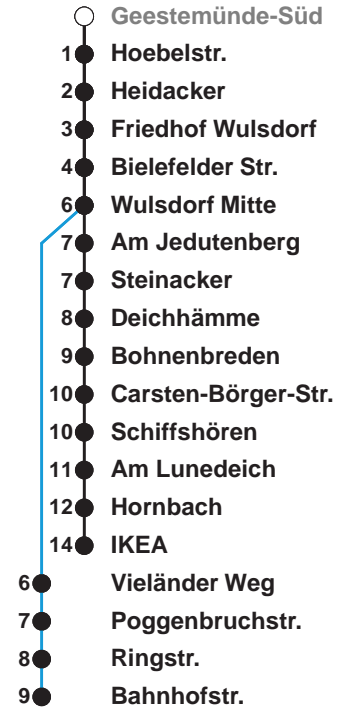 Geestemünde-Süd
1 Hoebelstr.
2 Heidacker
3 Friedhof Wulsdorf
4 Bielefelder Str.
6 Wulsdorf Mitte
7 Am Jedutenberg
7 Steinacker
8 Deichhämme
9 Bohnenbreden
10 Carsten-Börger-Str.
10 Schiffshören
11 Am Lunedeich
12 Hornbach
14 IKEA
6 Vieländer Weg
7 Poggenbruchstr.
8 Ringstr.
9 Bahnhofstr.